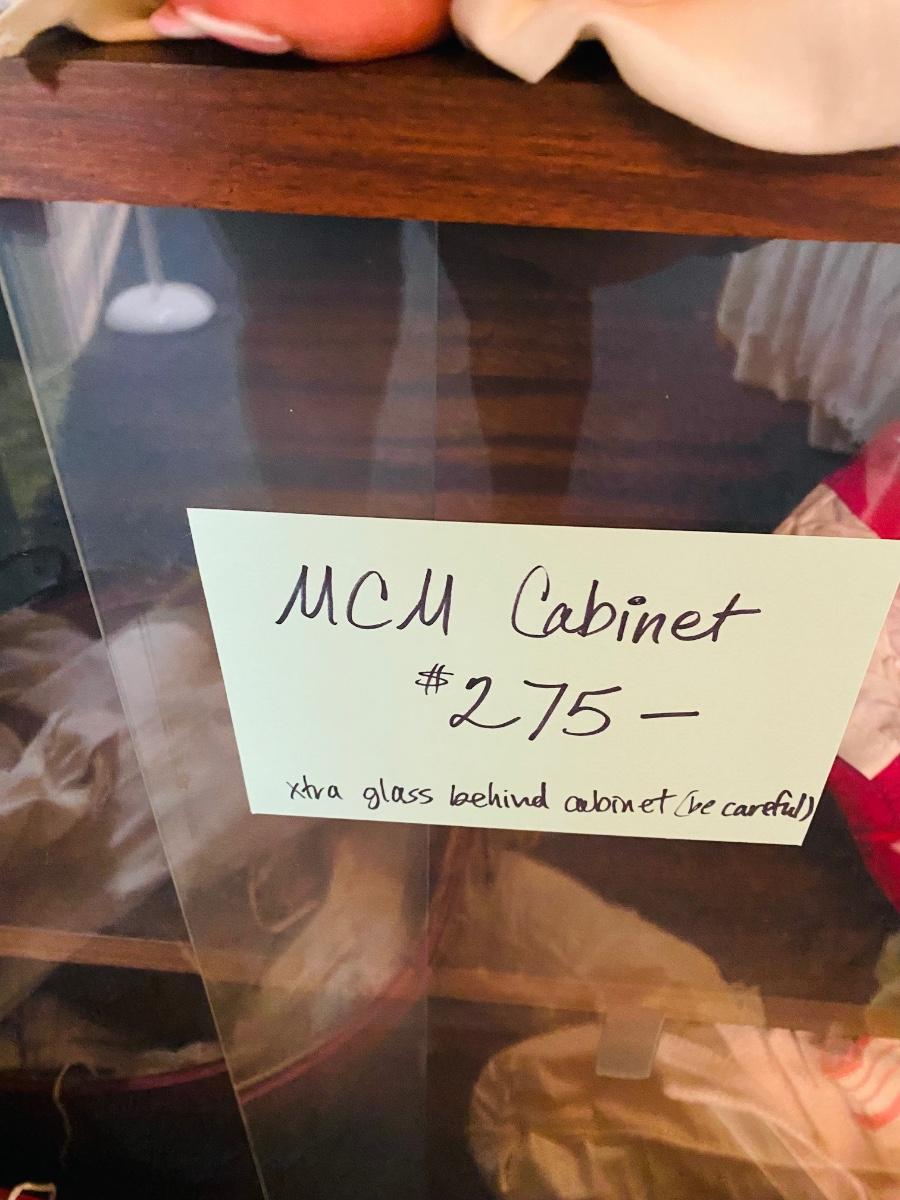 MCM Cabinet
$275—
xtra glass behind cabinet (be careful)